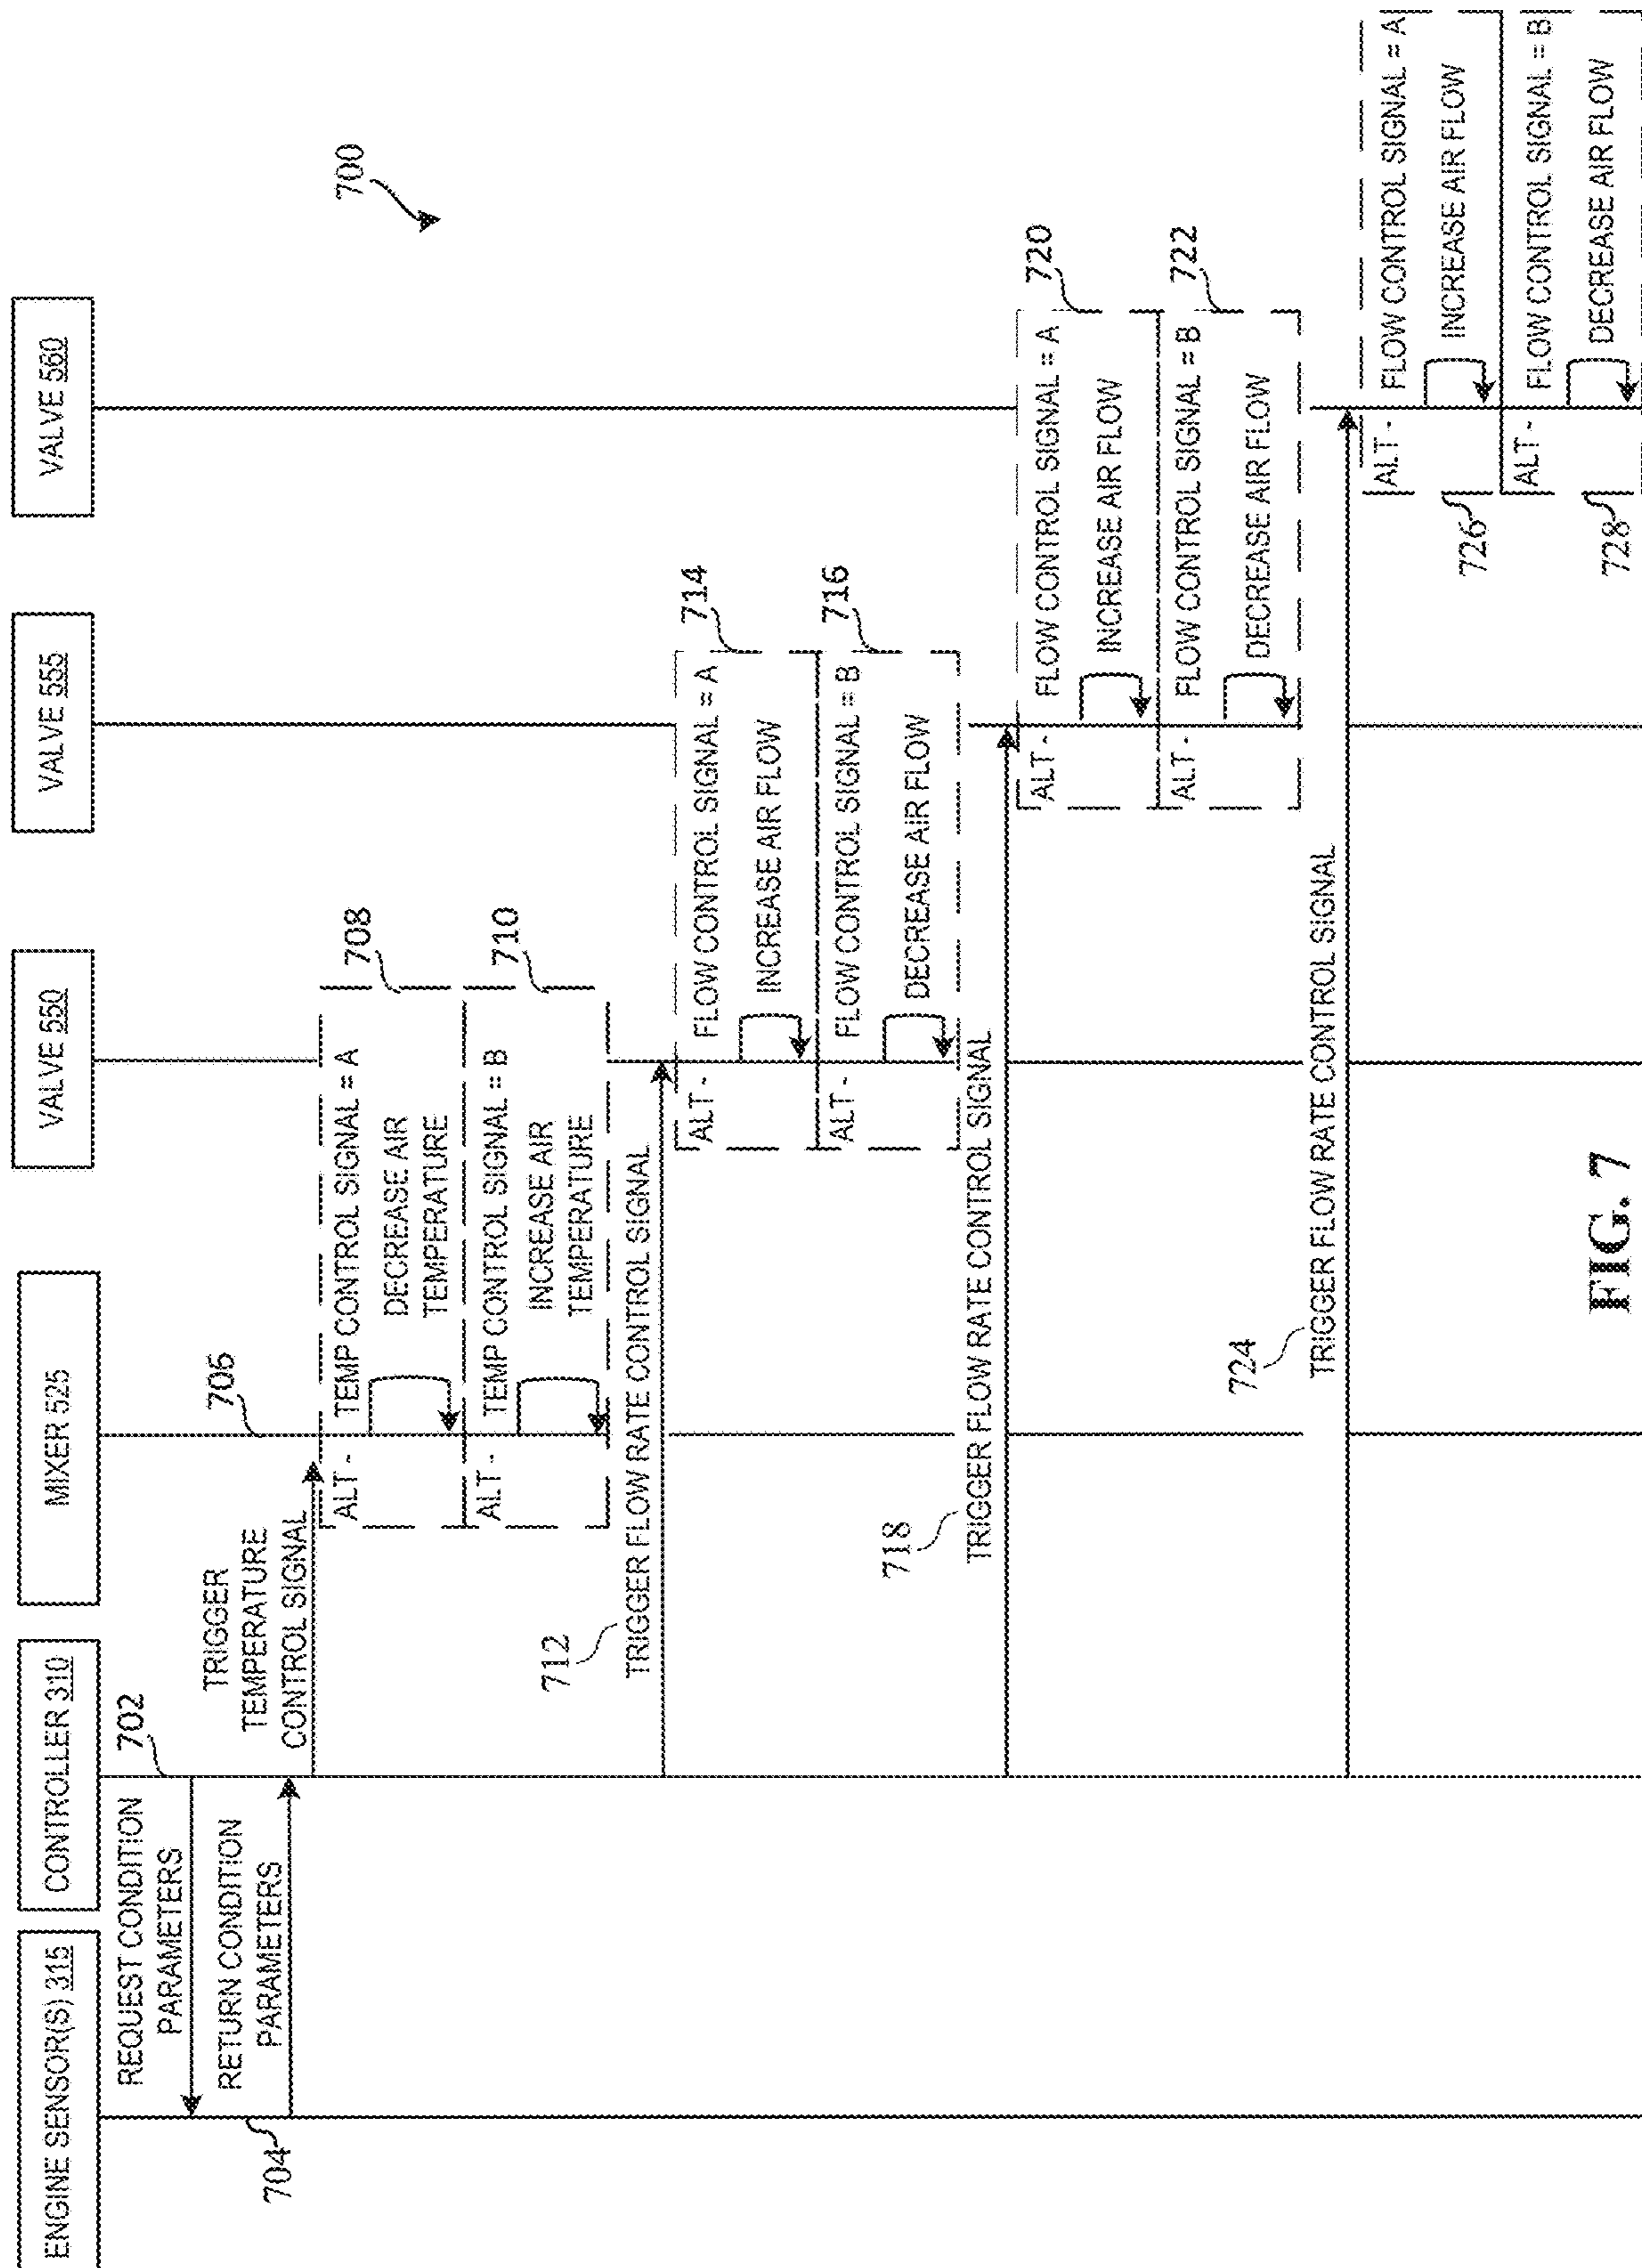 ENGINE SENSOR(S) 315
CONTROLLER 310
MIXER 525
VALVE 550
VALVE 555
VALVE 560
700
702
REQUEST CONDITION
PARAMETERS
RETURN CONDITION
PARAMETERS
704
TRIGGER
TEMPERATURE
CONTROL SIGNAL
706
ALT - TEMP CONTROL SIGNAL = A
DECREASE AIR
TEMPERATURE
708
ALT - TEMP CONTROL SIGNAL = B
INCREASE AIR
TEMPERATURE
710
712
TRIGGER FLOW RATE CONTROL SIGNAL
ALT - FLOW CONTROL SIGNAL = A
INCREASE AIR FLOW
714
ALT - FLOW CONTROL SIGNAL = B
DECREASE AIR FLOW
716
718
TRIGGER FLOW RATE CONTROL SIGNAL
ALT - FLOW CONTROL SIGNAL = A
INCREASE AIR FLOW
720
ALT - FLOW CONTROL SIGNAL = B
DECREASE AIR FLOW
722
724
TRIGGER FLOW RATE CONTROL SIGNAL
ALT - FLOW CONTROL SIGNAL = A
INCREASE AIR FLOW
726
ALT - FLOW CONTROL SIGNAL = B
DECREASE AIR FLOW
728
FIG. 7